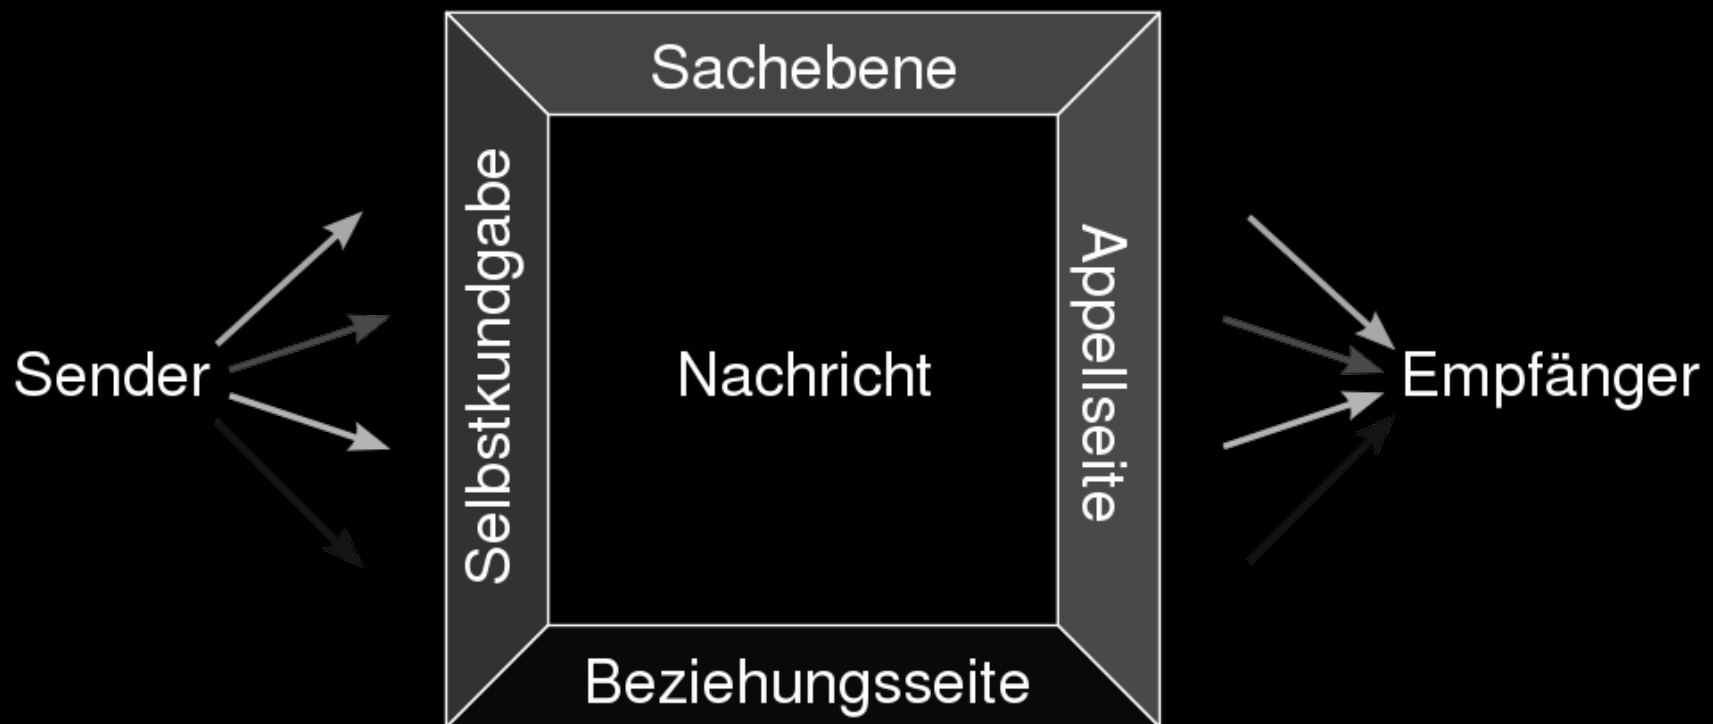 Sachebene
Selbstkundgabe
Sender
Nachricht
Appellseite
Empfänger
Beziehungsseite